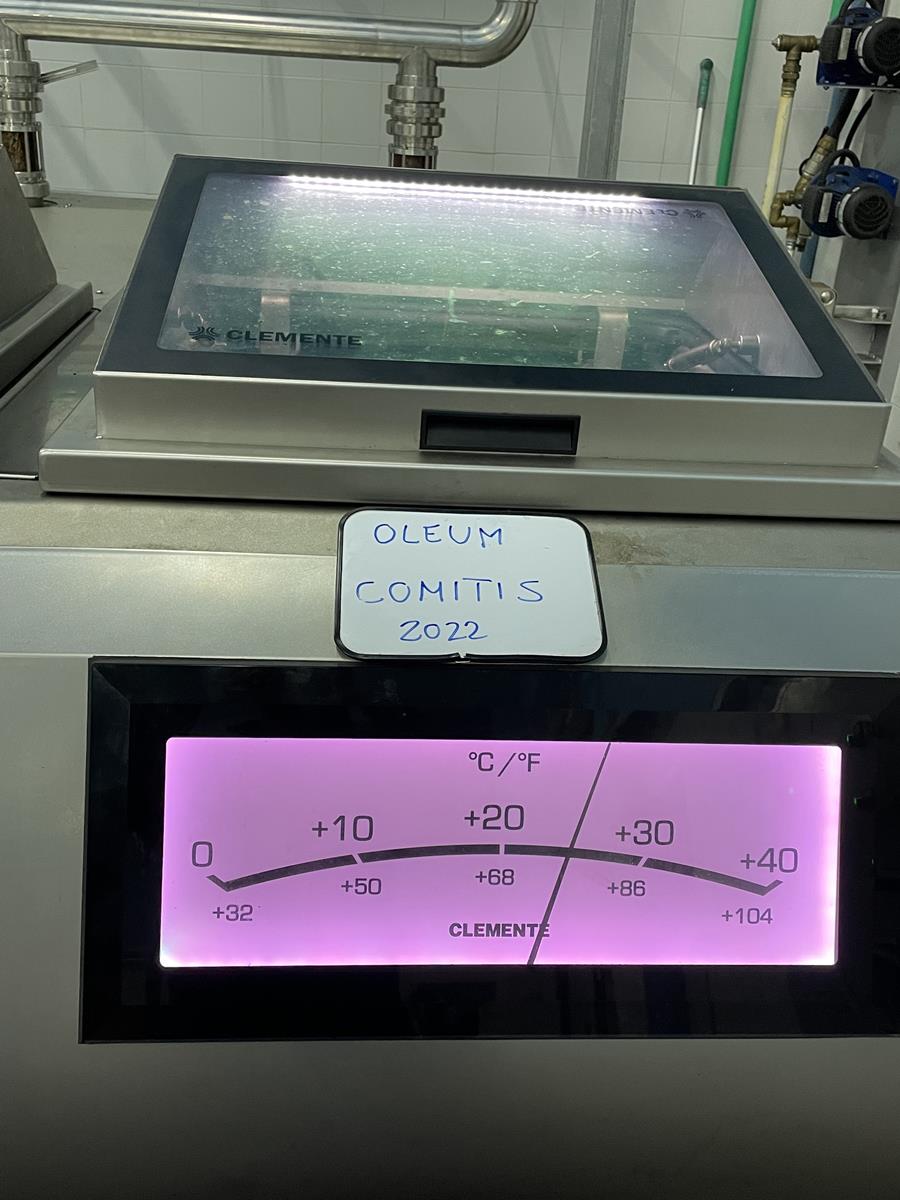 CLEMENTE
CLEMENTE
OLEUM
COMITIS
2022
°C/°F
0 +10 +20 +30 +40
+32 +50 +68 +86 +104
CLEMENTE